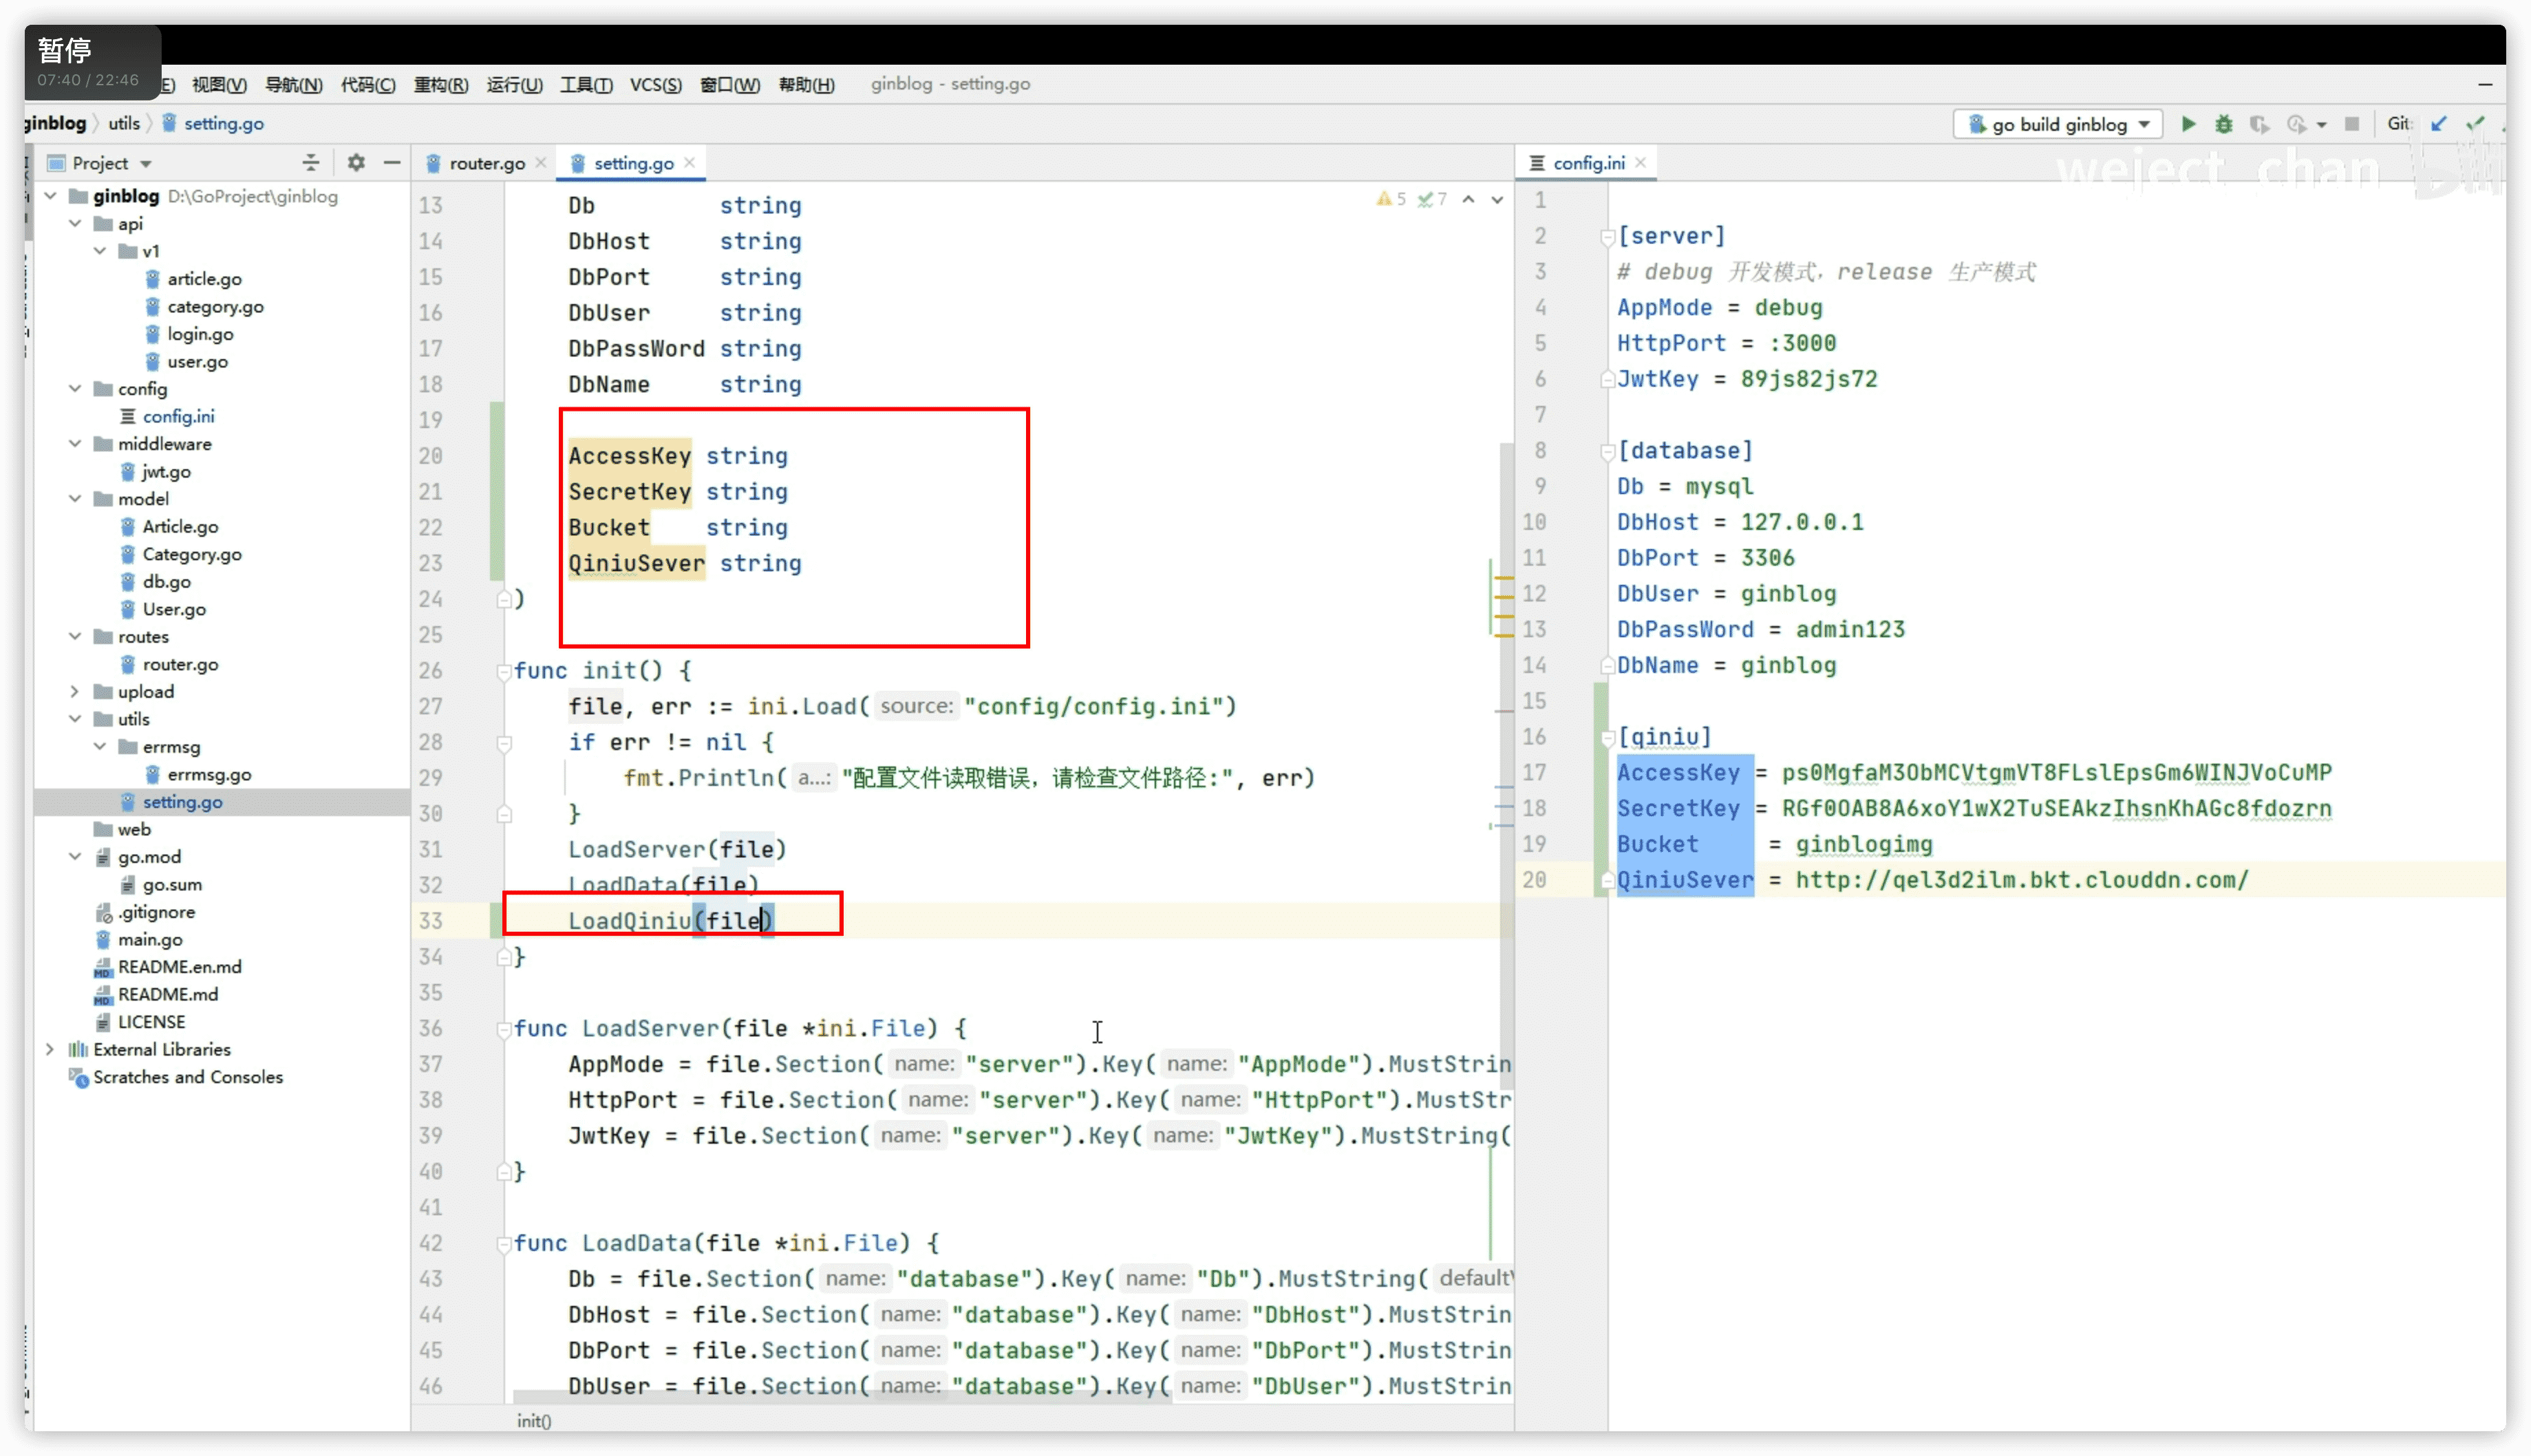 暂停
07:40 / 22:46
E) 视图(V) 导航(N) 代码(C) 重构(R) 运行(U) 工具(T) VCS(S) 窗口(W) 帮助(H) ginblog - setting.go
ginblog utils setting.go
go build ginblog Git:
weject_chan
Project
ginblog D:\GoProject\ginblog
api
v1
article.go
category.go
login.go
user.go
config
config.ini
middleware
jwt.go
model
Article.go
Category.go
db.go
User.go
routes
router.go
upload
utils
errmsg
errmsg.go
setting.go
web
go.mod
go.sum
.gitignore
main.go
README.en.md
README.md
LICENSE
External Libraries
Scratches and Consoles
router.go setting.go
5 7
13 Db string
14 DbHost string
15 DbPort string
16 DbUser string
17 DbPassWord string
18 DbName string
19
20 AccessKey string
21 SecretKey string
22 Bucket string
23 QiniuSever string
24 )
25
26 func init() {
27 file, err := ini.Load( source: "config/config.ini")
28 if err != nil {
29 fmt.Println( a...: "配置文件读取错误，请检查文件路径:", err)
30 }
31 LoadServer(file)
32 LoadData(file)
33 LoadQiniu(file)
34 }
35
36 func LoadServer(file *ini.File) {
37 AppMode = file.Section( name: "server").Key( name: "AppMode").MustStrin
38 HttpPort = file.Section( name: "server").Key( name: "HttpPort").MustStr
39 JwtKey = file.Section( name: "server").Key( name: "JwtKey").MustString(
40 }
41
42 func LoadData(file *ini.File) {
43 Db = file.Section( name: "database").Key( name: "Db").MustString( defaultV
44 DbHost = file.Section( name: "database").Key( name: "DbHost").MustStrin
45 DbPort = file.Section( name: "database").Key( name: "DbPort").MustStrin
46 DbUser = file.Section( name: "database").Key( name: "DbUser").MustStrin
init()
config.ini
1
2 [server]
3 # debug 开发模式，release 生产模式
4 AppMode = debug
5 HttpPort = :3000
6 JwtKey = 89js82js72
7
8 [database]
9 Db = mysql
10 DbHost = 127.0.0.1
11 DbPort = 3306
12 DbUser = ginblog
13 DbPassWord = admin123
14 DbName = ginblog
15
16 [qiniu]
17 AccessKey = ps0MgfaM3ObMCVtgmVT8FLslEpsGm6WINJVoCuMP
18 SecretKey = RGf0OAB8A6xoY1wX2TuSEAkzIhsnKhAGc8fdozrn
19 Bucket = ginblogimg
20 QiniuSever = http://qel3d2ilm.bkt.clouddn.com/